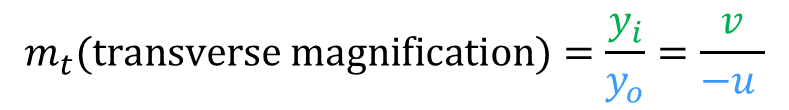 m_t(transverse magnification) = y_i/y_o = v/-u